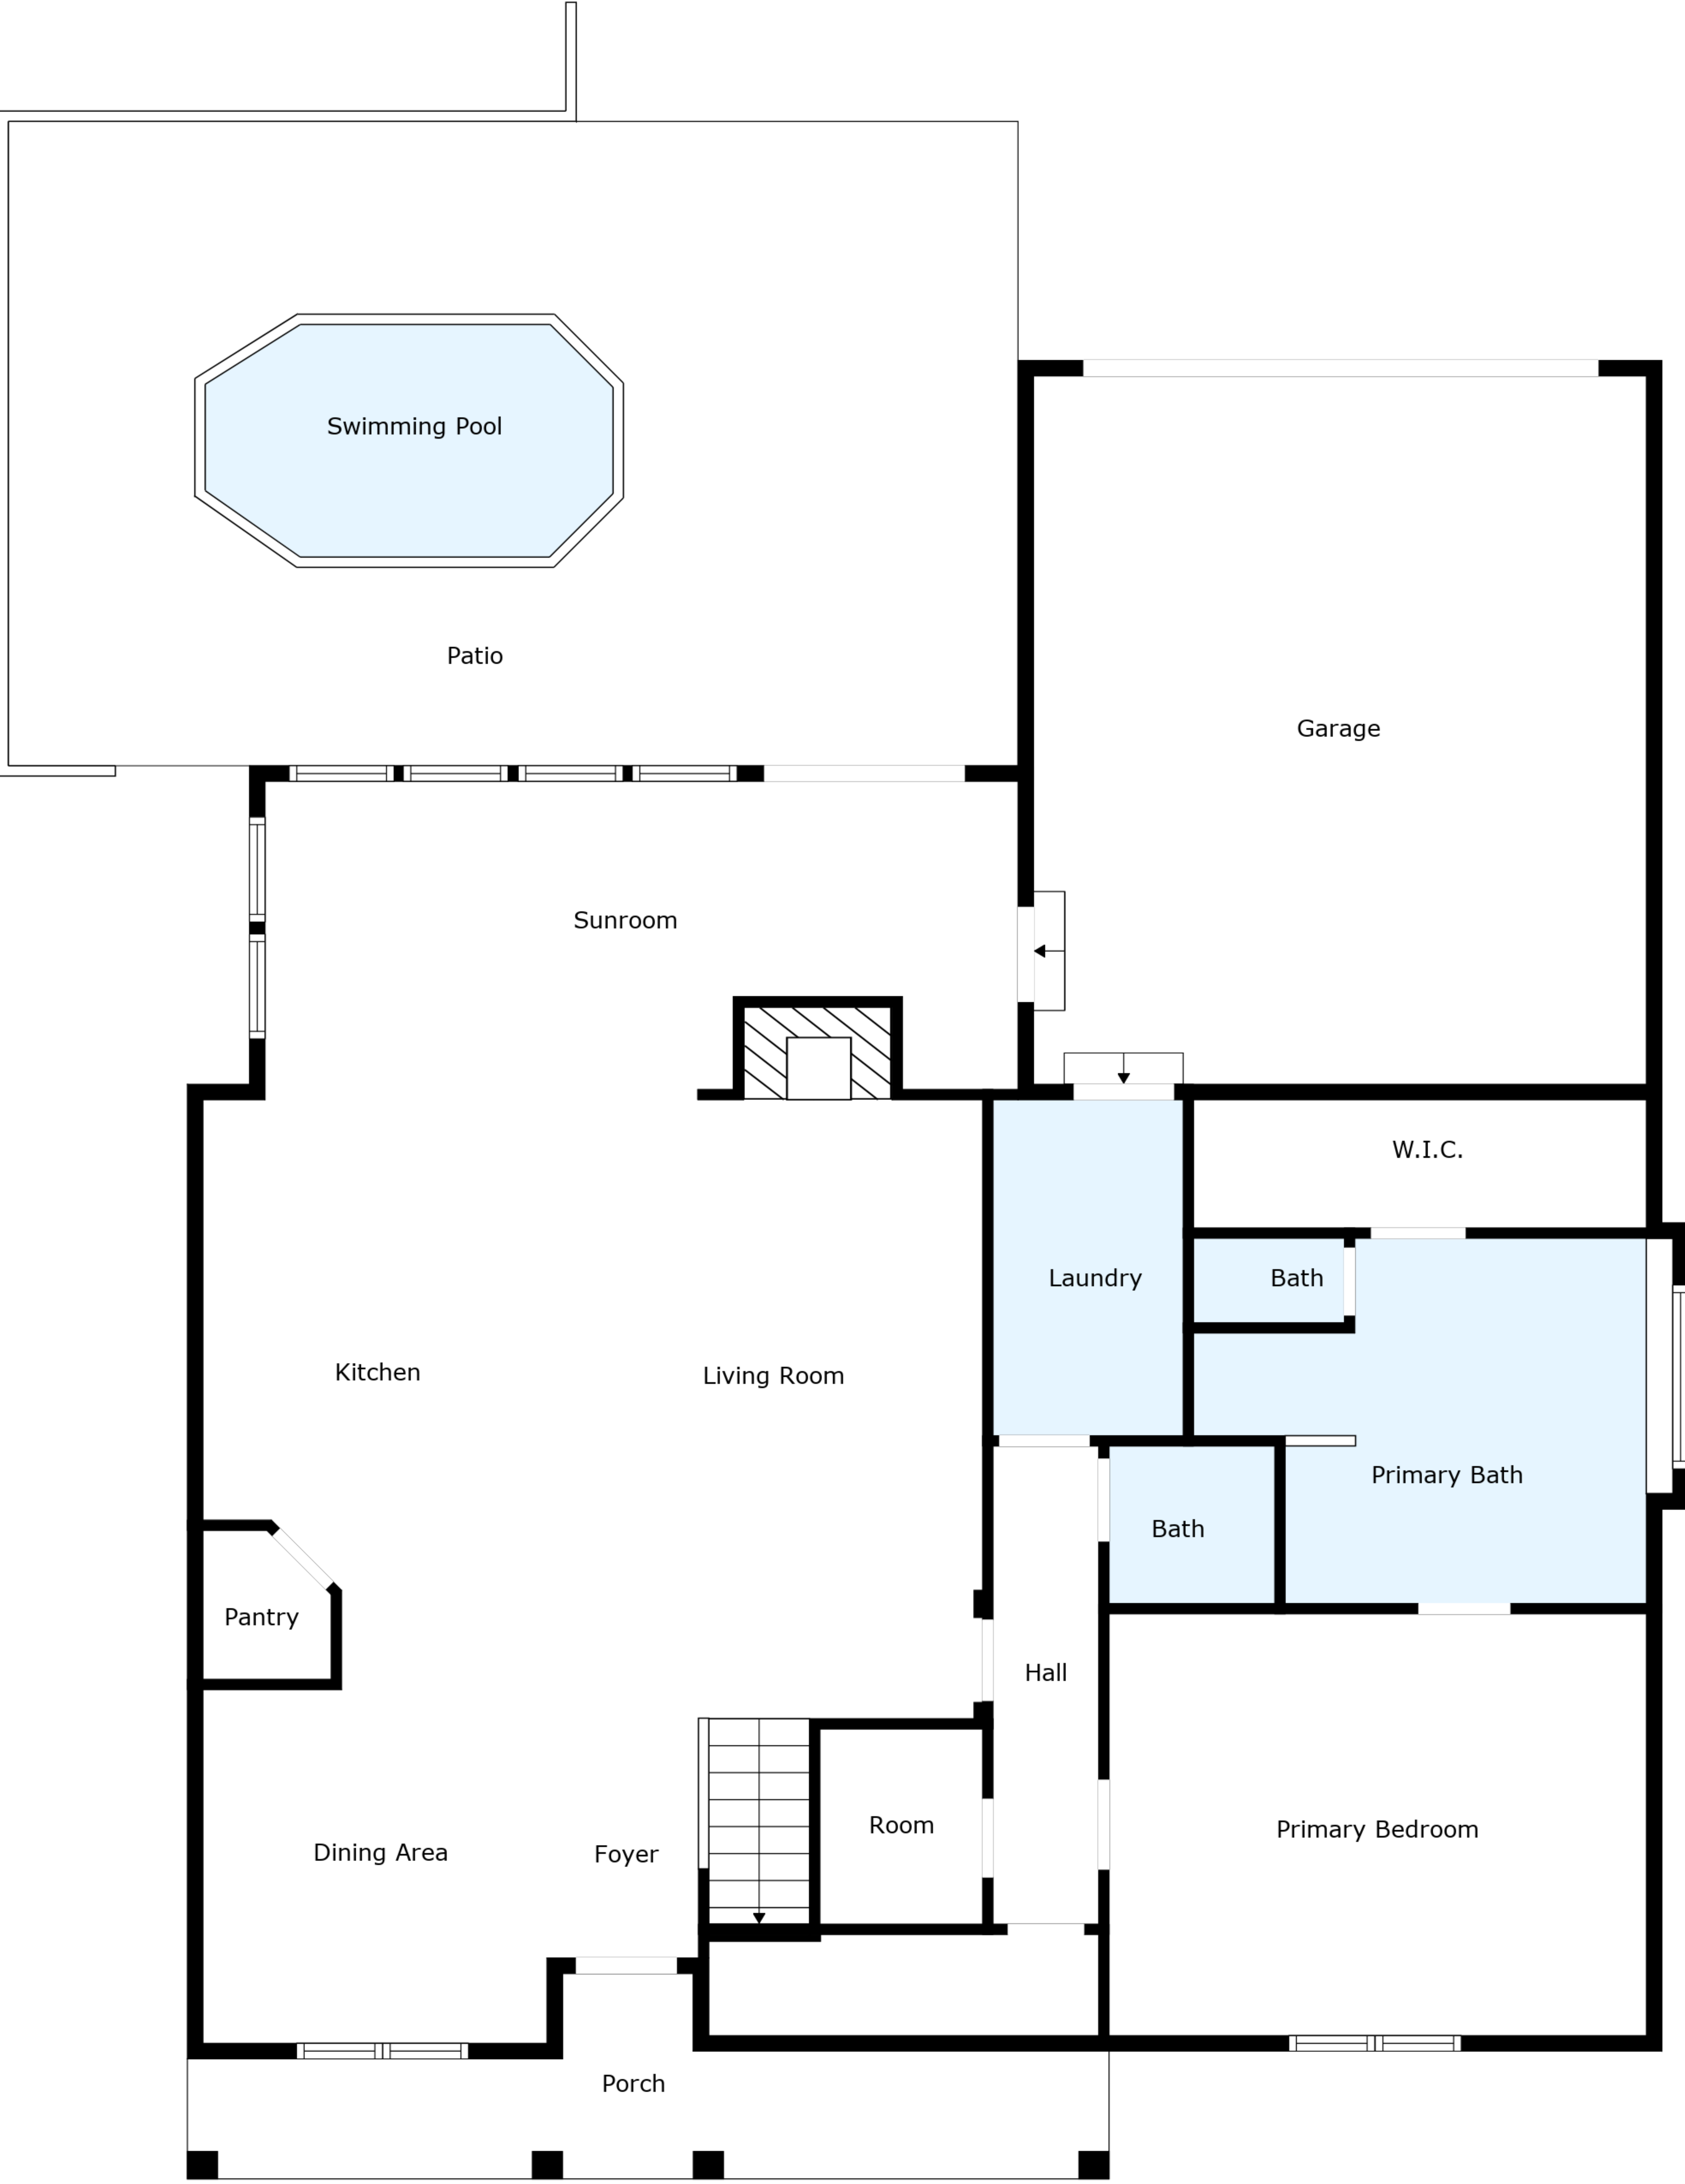 Swimming Pool
Patio
Garage
Sunroom
W.I.C.
Laundry
Bath
Kitchen
Living Room
Primary Bath
Bath
Pantry
Hall
Room
Primary Bedroom
Dining Area
Foyer
Porch